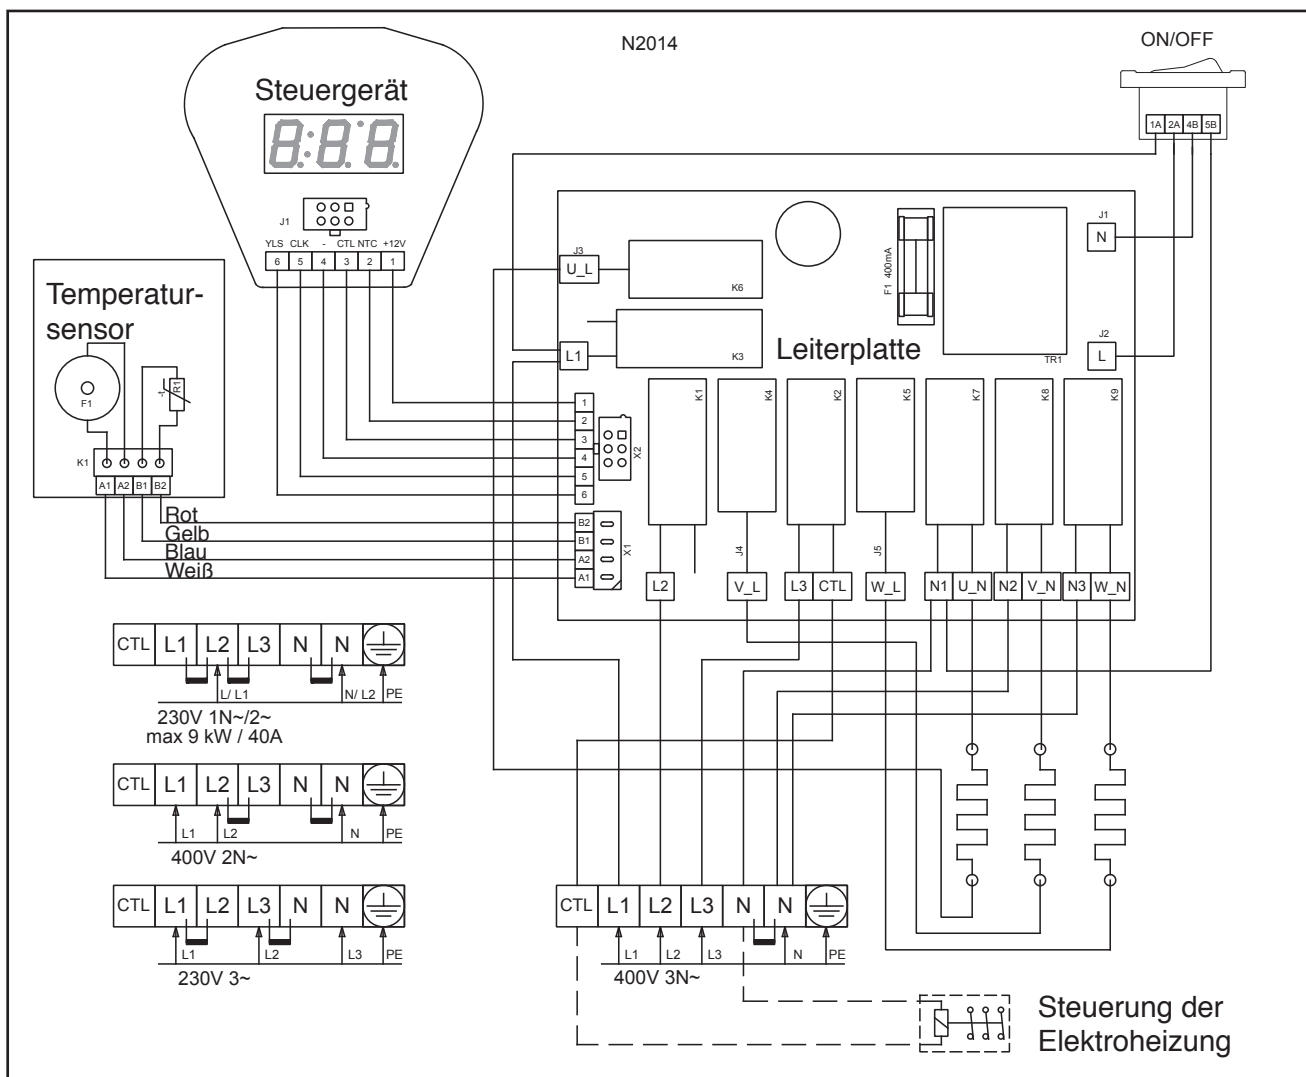 N2014
ON/OFF
Steuergerät
8:8.8
1A 2A 4B 5B
J1
YLS CLK - CTL NTC +12V
6 5 4 3 2 1
J3
U_L
K6
F1 400mA
J1
N
Temperatur-
sensor
L1
K3
Leiterplatte
TR1
J2
L
F1
-t
R1
K1
K4
K2
K5
K7
K8
K9
1
2
3
4
5
6
X2
K1
A1 A2 B1 B2
Rot
Gelb
Blau
Weiß
B2
B1
A2
A1
X1
J4
J5
L2
V_L
L3 CTL
W_L
N1 U_N N2 V_N N3 W_N
CTL L1 L2 L3 N N
L/ L1
N/ L2
PE
230V 1N~/2~
max 9 kW / 40A
CTL L1 L2 L3 N N
L1 L2 N PE
400V 2N~
CTL L1 L2 L3 N N
L1 L2 L3 PE
230V 3~
CTL L1 L2 L3 N N
L1 L2 L3 N PE
400V 3N~
Steuerung der
Elektroheizung